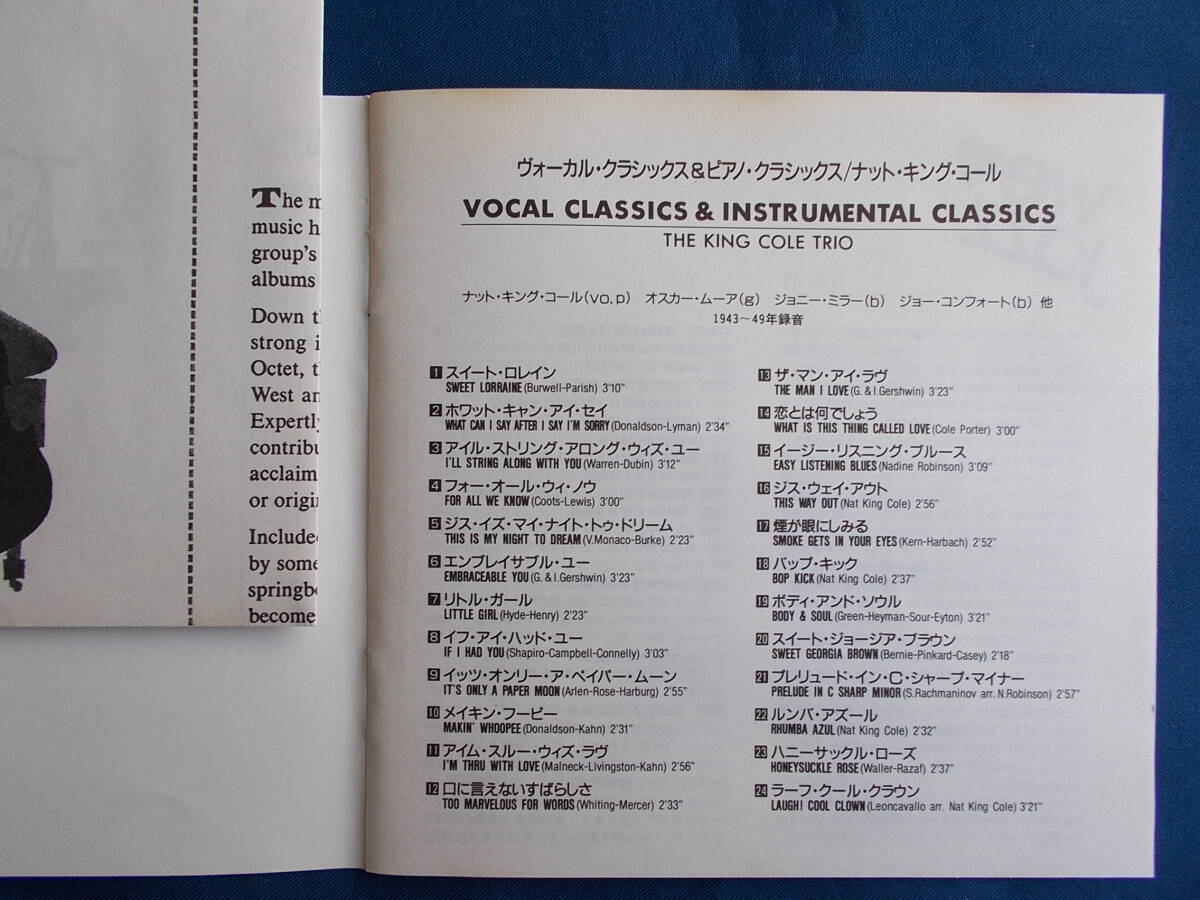 The m
music h
group's
albums
Down t
strong i
Octet, t
West an
Expertly
contribu
acclaim
or origi
Include
by some
springb
become
ヴォーカル・クラシックス&ピアノ・クラシックス/ナット・キング・コール
VOCAL CLASSICS & INSTRUMENTAL CLASSICS
THE KING COLE TRIO
ナット・キング・コール(vo,p) オスカー・ムーア(g) ジョニー・ミラー(b) ジョー・コンフォート(b) 他
1943〜49年録音
1 スイート・ロレイン
SWEET LORRAINE (Burwell-Parish) 3'10"
2 ホワット・キャン・アイ・セイ
WHAT CAN I SAY AFTER I SAY I'M SORRY (Donaldson-Lyman) 2'34"
3 アイル・ストリング・アロング・ウィズ・ユー
I'LL STRING ALONG WITH YOU (Warren-Dubin) 3'12"
4 フォー・オール・ウィ・ノウ
FOR ALL WE KNOW (Coots-Lewis) 3'00"
5 ジス・イズ・マイ・ナイト・トゥ・ドリーム
THIS IS MY NIGHT TO DREAM (V.Monaco-Burke) 2'23"
6 エンブレイサブル・ユー
EMBRACEABLE YOU (G. & I.Gershwin) 3'23"
7 リトル・ガール
LITTLE GIRL (Hyde-Henry) 2'23"
8 イフ・アイ・ハッド・ユー
IF I HAD YOU (Shapiro-Campbell-Connelly) 3'03"
9 イッツ・オンリー・ア・ペイパー・ムーン
IT'S ONLY A PAPER MOON (Arlen-Rose-Harburg) 2'55"
10 メイキン・フーピー
MAKIN' WHOOPEE (Donaldson-Kahn) 2'31"
11 アイム・スルー・ウィズ・ラヴ
I'M THRU WITH LOVE (Malneck-Livingston-Kahn) 2'56"
12 口に言えないすばらしさ
TOO MARVELOUS FOR WORDS (Whiting-Mercer) 2'33"
13 ザ・マン・アイ・ラヴ
THE MAN I LOVE (G. & I.Gershwin) 3'23"
14 恋とは何でしょう
WHAT IS THIS THING CALLED LOVE (Cole Porter) 3'00"
15 イージー・リスニング・ブルース
EASY LISTENING BLUES (Nadine Robinson) 3'09"
16 ジス・ウェイ・アウト
THIS WAY OUT (Nat King Cole) 2'56"
17 煙が眼にしみる
SMOKE GETS IN YOUR EYES (Kern-Harbach) 2'52"
18 バップ・キック
BOP KICK (Nat King Cole) 2'37"
19 ボディ・アンド・ソウル
BODY & SOUL (Green-Heyman-Sour-Eyton) 3'21"
20 スイート・ジョージア・ブラウン
SWEET GEORGIA BROWN (Bernie-Pinkard-Casey) 2'18"
21 プレリュード・イン・C・シャープ・マイナー
PRELUDE IN C SHARP MINOR (S.Rachmaninov arr. N.Robinson) 2'57"
22 ルンバ・アズール
RHUMBA AZUL (Nat King Cole) 2'32"
23 ハニーサックル・ローズ
HONEYSUCKLE ROSE (Waller-Razaf) 2'37"
24 ラーフ・クール・クラウン
LAUGH! COOL CLOWN (Leoncavallo arr. Nat King Cole) 3'21"